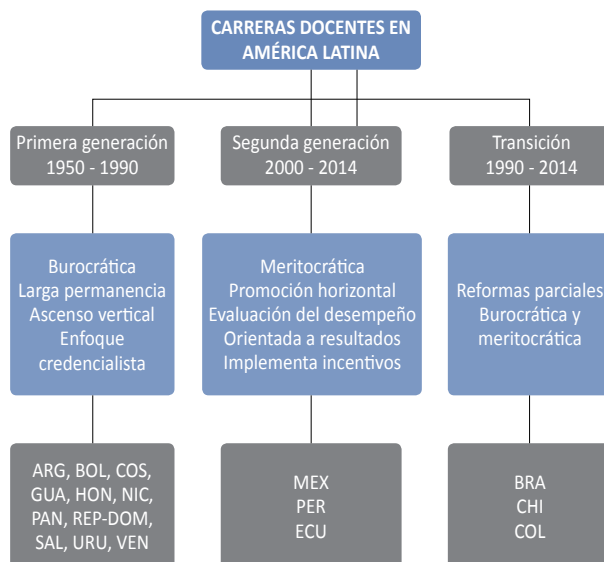 CARRERAS DOCENTES EN
AMÉRICA LATINA
Primera generación
1950 - 1990
Segunda generación
2000 - 2014
Transición
1990 - 2014
Burocrática
Larga permanencia
Ascenso vertical
Enfoque
credencialista
Meritocrática
Promoción horizontal
Evaluación del desempeño
Orientada a resultados
Implementa incentivos
Reformas parciales
Burocrática y
meritocrática
ARG, BOL, COS,
GUA, HON, NIC,
PAN, REP-DOM,
SAL, URU, VEN
MEX
PER
ECU
BRA
CHI
COL